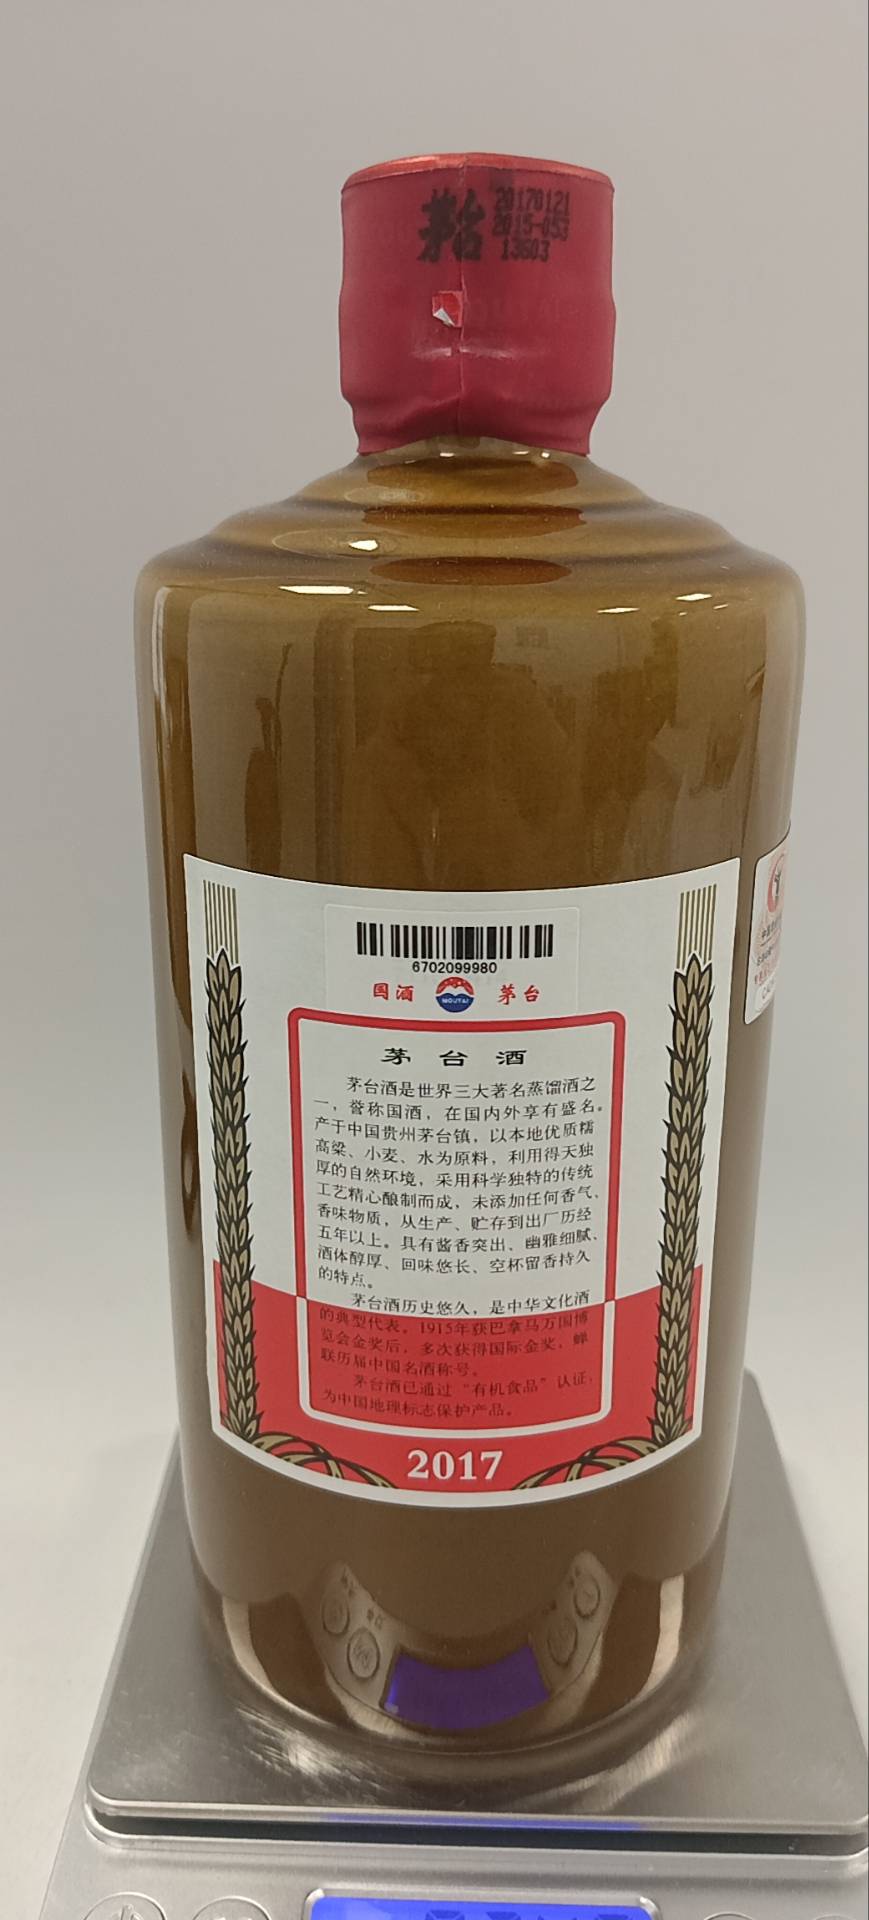 茅台
20170121
2015-053
13603
6702099980
国酒 MOUTAI 茅台
茅台酒
茅台酒是世界三大著名蒸馏酒之
一，誉称国酒，在国内外享有盛名。
产于中国贵州茅台镇，以本地优质糯
高粱、小麦、水为原料，利用得天独
厚的自然环境，采用科学独特的传统
工艺精心酿制而成，未添加任何香气、
香味物质，从生产、贮存到出厂历经
五年以上。具有酱香突出、幽雅细腻、
酒体醇厚、回味悠长、空杯留香持久
的特点。
茅台酒历史悠久，是中华文化酒
的典型代表。1915年获巴拿马万国博
览会金奖后，多次获得国际金奖，蝉
联历届中国名酒称号。
茅台酒已通过“有机食品”认证，
为中国地理标志保护产品。
2017